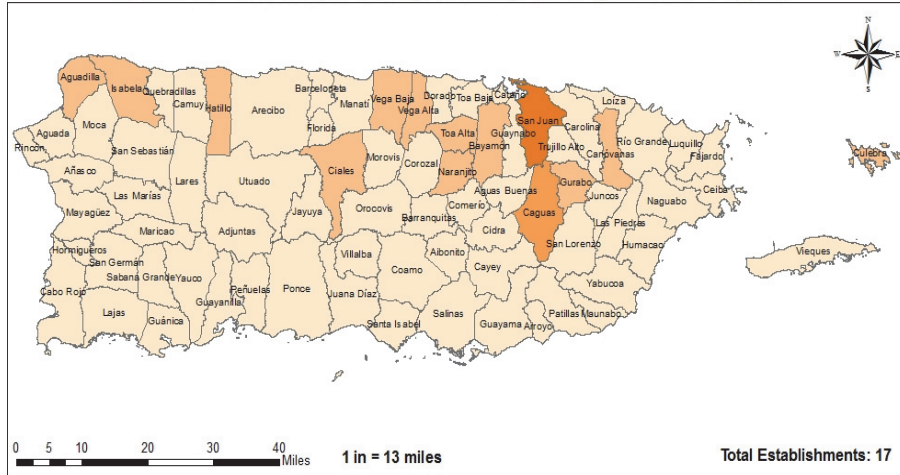 N
W E
S
Aguadilla
Isabela
Quebradillas
Camuy
Hatillo
Arecibo
Barceloneta
Manatí
Vega Baja
Vega Alta
Dorado
Toa Baja
Cataño
San Juan
Loíza
Aguada
Moca
Florida
Toa Alta
Bayamón
Guaynabo
Carolina
Trujillo Alto
Canóvanas
Río Grande
Luquillo
Fajardo
Culebra
Rincón
San Sebastián
Ciales
Morovis
Corozal
Naranjito
Añasco
Lares
Utuado
Aguas Buenas
Gurabo
Juncos
Ceiba
Las Marías
Jayuya
Orocovis
Barranquitas
Comerío
Caguas
Naguabo
Mayagüez
Maricao
Adjuntas
Cidra
Las Piedras
Hormigueros
San Germán
Villalba
Aibonito
San Lorenzo
Humacao
Vieques
Sabana Grande
Yauco
Peñuelas
Ponce
Coamo
Cayey
Yabucoa
Cabo Rojo
Guayanilla
Juana Díaz
Lajas
Guánica
Santa Isabel
Salinas
Guayama
Arroyo
Patillas
Maunabo
0 5 10 20 30 40
Miles
1 in = 13 miles
Total Establishments: 17